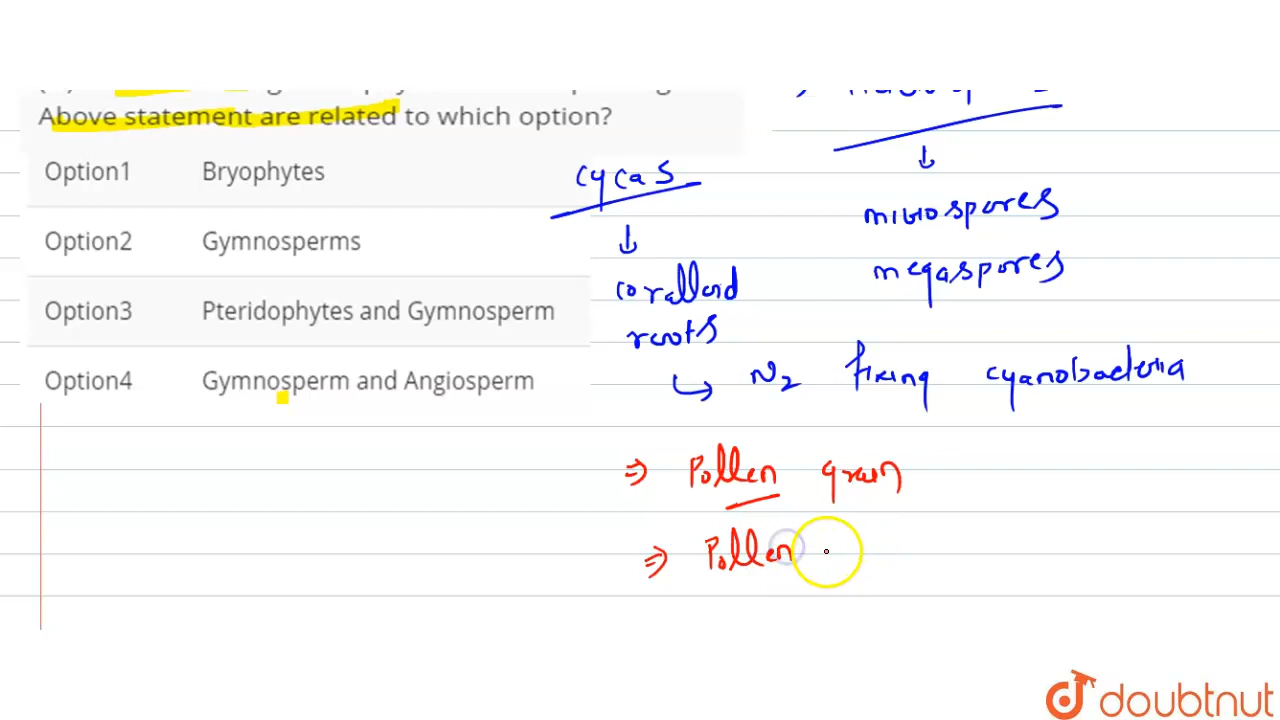 Above statement are related to which option?
Option1 Bryophytes
Option2 Gymnosperms
Option3 Pteridophytes and Gymnosperm
Option4 Gymnosperm and Angiosperm
cycas
coralloid
roots
N2 fixing cyanobacteria
microspores
megaspores
⇒ Pollen grain
⇒ Pollen
doubtnut